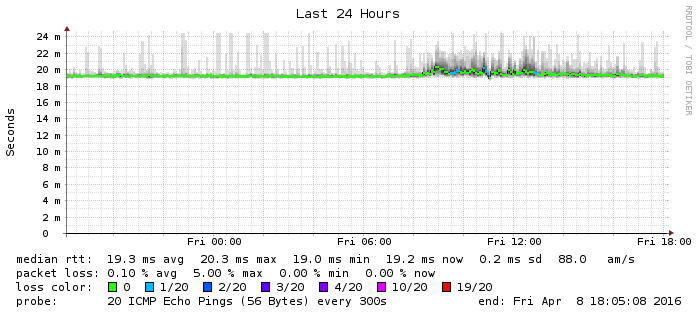 Last 24 Hours
RRDTOOL / TOBI OETIKER
Seconds
24 m
22 m
20 m
18 m
16 m
14 m
12 m
10 m
8 m
6 m
4 m
2 m
0
Fri 00:00 Fri 06:00 Fri 12:00 Fri 18:00
median rtt: 19.3 ms avg 20.3 ms max 19.0 ms min 19.2 ms now 0.2 ms sd 88.0 am/s
packet loss: 0.10 % avg 5.00 % max 0.00 % min 0.00 % now
loss color: 0 1/20 2/20 3/20 4/20 10/20 19/20
probe: 20 ICMP Echo Pings (56 Bytes) every 300s end: Fri Apr 8 18:05:08 2016